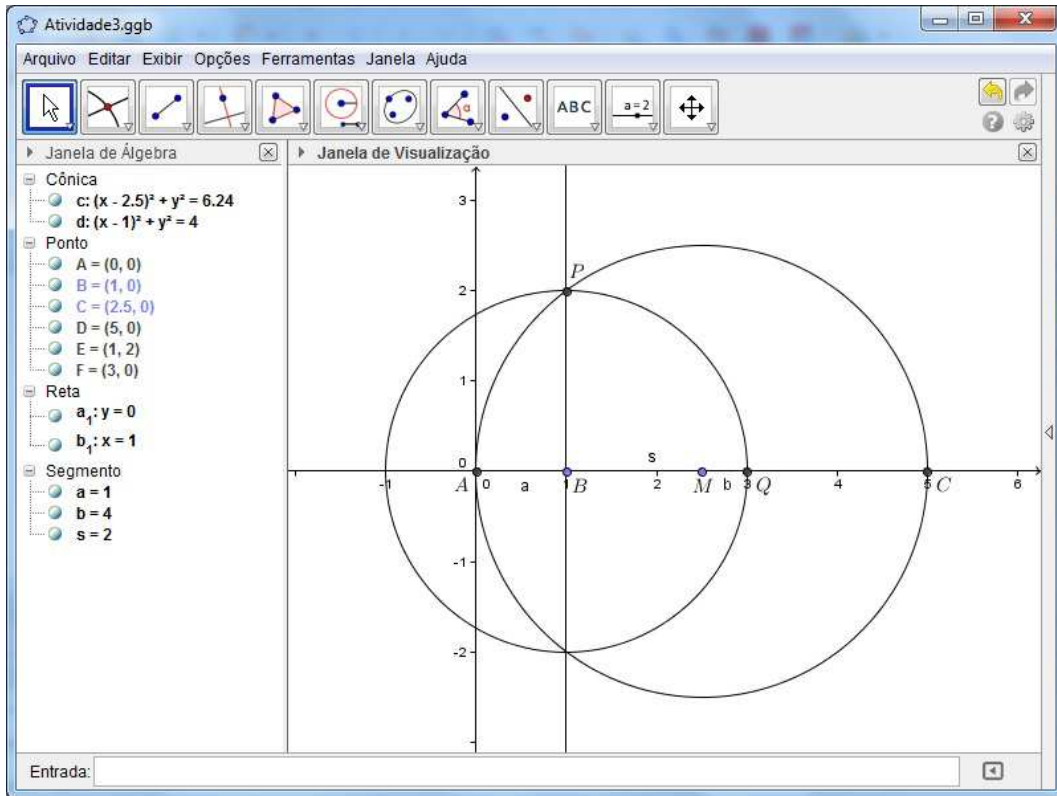 Atividade3.ggb
Arquivo Editar Exibir Opções Ferramentas Janela Ajuda
α ABC a=2
Janela de Álgebra
Cônica
c: (x - 2.5)² + y² = 6.24
d: (x - 1)² + y² = 4
Ponto
A = (0, 0)
B = (1, 0)
C = (2.5, 0)
D = (5, 0)
E = (1, 2)
F = (3, 0)
Reta
a₁: y = 0
b₁: x = 1
Segmento
a = 1
b = 4
s = 2
Janela de Visualização
3
P
2
1
0 s
-1 A 0 a 1 B 2 M b 3 Q 4 5 C 6
-1
-2
Entrada: